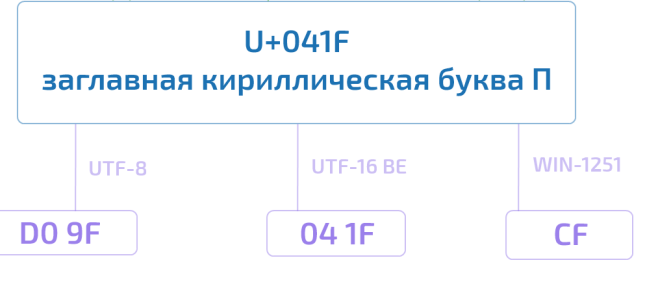 U+041F
заглавная кириллическая буква П
UTF-8
UTF-16 BE
WIN-1251
D0 9F
04 1F
CF